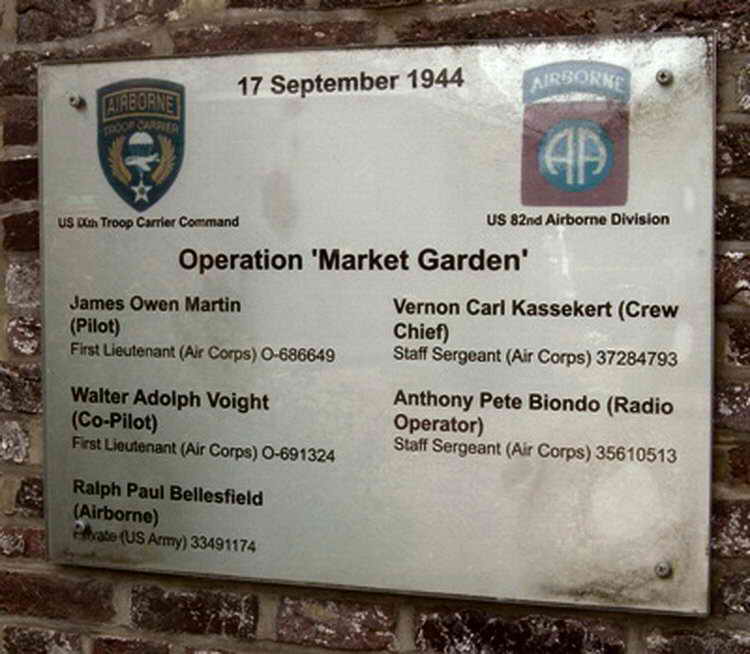 17 September 1944
AIRBORNE
TROOP CARRIER
US IXth Troop Carrier Command
AIRBORNE
AA
US 82nd Airborne Division
Operation 'Market Garden'
James Owen Martin
(Pilot)
First Lieutenant (Air Corps) O-686649
Walter Adolph Voight
(Co-Pilot)
First Lieutenant (Air Corps) O-691324
Ralph Paul Bellesfield
(Airborne)
Private (US Army) 33491174
Vernon Carl Kassekert (Crew
Chief)
Staff Sergeant (Air Corps) 37284793
Anthony Pete Biondo (Radio
Operator)
Staff Sergeant (Air Corps) 35610513